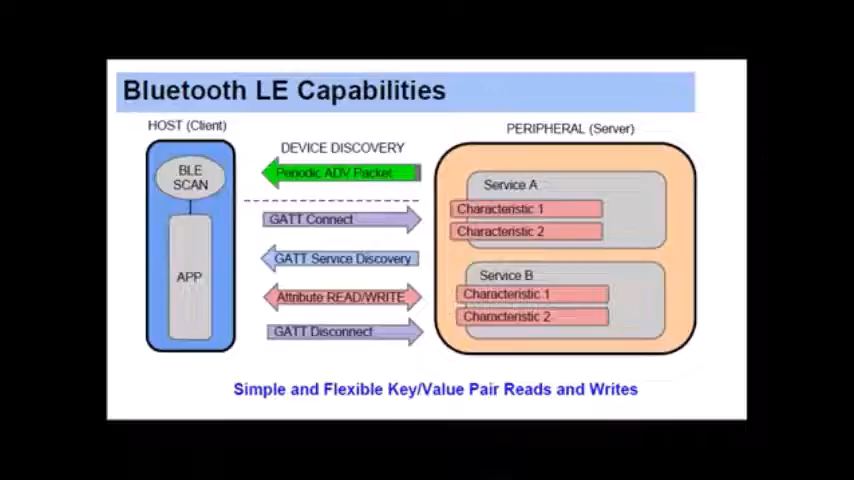 Bluetooth LE Capabilities
HOST (Client)
DEVICE DISCOVERY
PERIPHERAL (Server)
BLE
SCAN
Periodic ADV Packet
Service A
Characteristic 1
Characteristic 2
GATT Connect
GATT Service Discovery
APP
Service B
Characteristic 1
Characteristic 2
Attribute READ/WRITE
GATT Disconnect
Simple and Flexible Key/Value Pair Reads and Writes